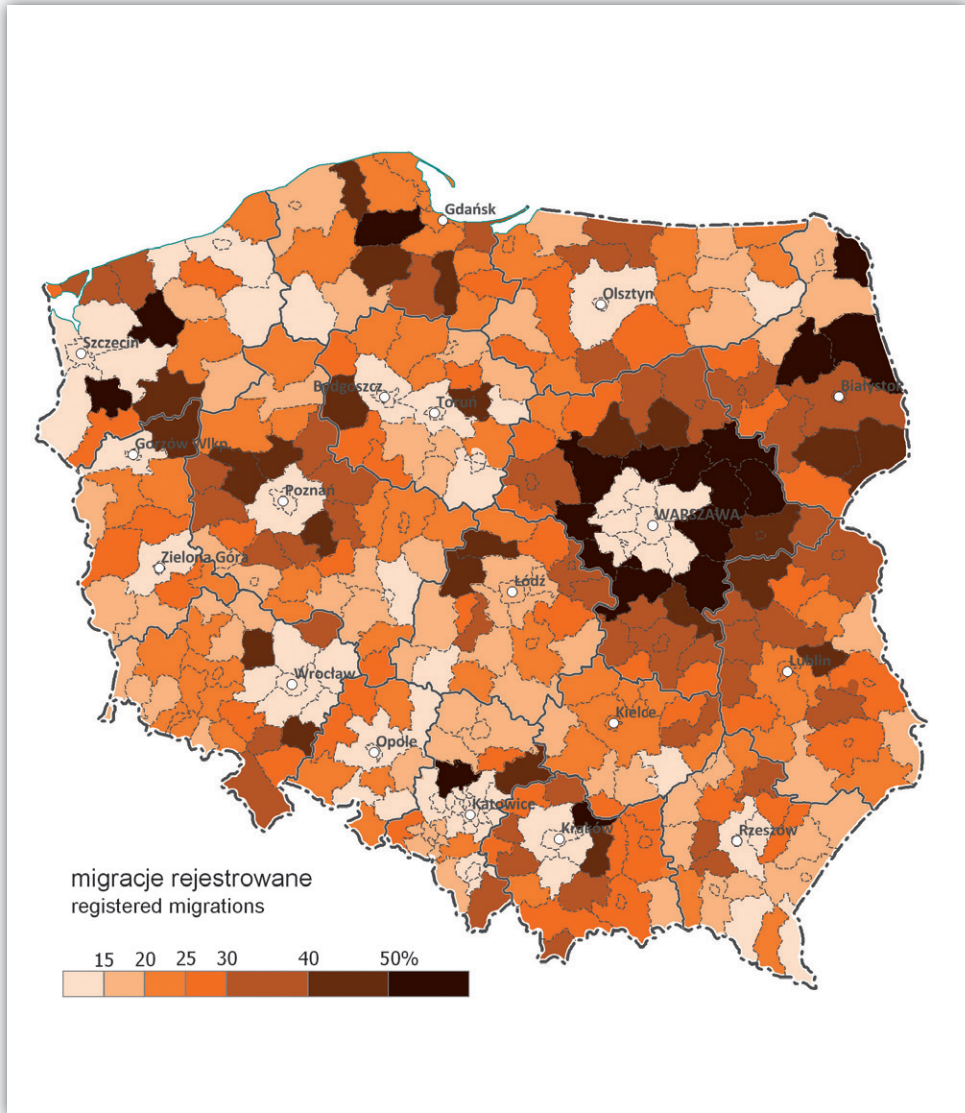 Gdańsk
Olsztyn
Szczecin
Białystok
Bydgoszcz
Toruń
Gorzów Wlkp.
Poznań
WARSZAWA
Zielona Góra
Łódź
Wrocław
Lublin
Kielce
Opole
Katowice
Kraków
Rzeszów
migracje rejestrowane
registered migrations
15 20 25 30 40 50%